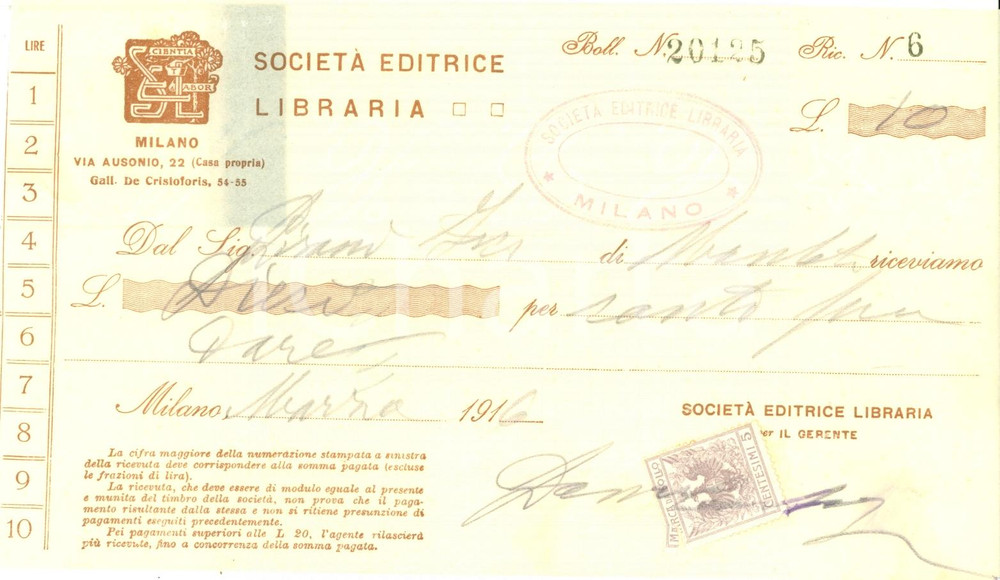 LIRE
1
2
3
4
5
6
7
8
9
10
SCIENTIA
LABOR
SEL
MILANO
VIA AUSONIO, 22 (Casa propria)
Gall. De Cristoforis, 54-55
SOCIETÀ EDITRICE
LIBRARIA
Boll. N. 20125 Ric. N. 6
L. 10
SOCIETÀ EDITRICE LIBRARIA
MILANO
Dal Sig. di riceviamo
L. Dieci per santo suo
Dare
Milano, Marzo 1916
SOCIETÀ EDITRICE LIBRARIA
per IL GERENTE
MARCA DA BOLLO
CENTESIMI 5
La cifra maggiore della numerazione stampata a sinistra
della ricevuta deve corrispondere alla somma pagata (escluse
le frazioni di lira).
La ricevuta, che deve essere di modulo eguale al presente
e munita del timbro della società, non prova che il paga-
mento risultante dalla stessa e non si ritiene presunzione di
pagamenti eseguiti precedentemente.
Pei pagamenti superiori alle L 20, l'agente rilascierà
più ricevute, fino a concorrenza della somma pagata.